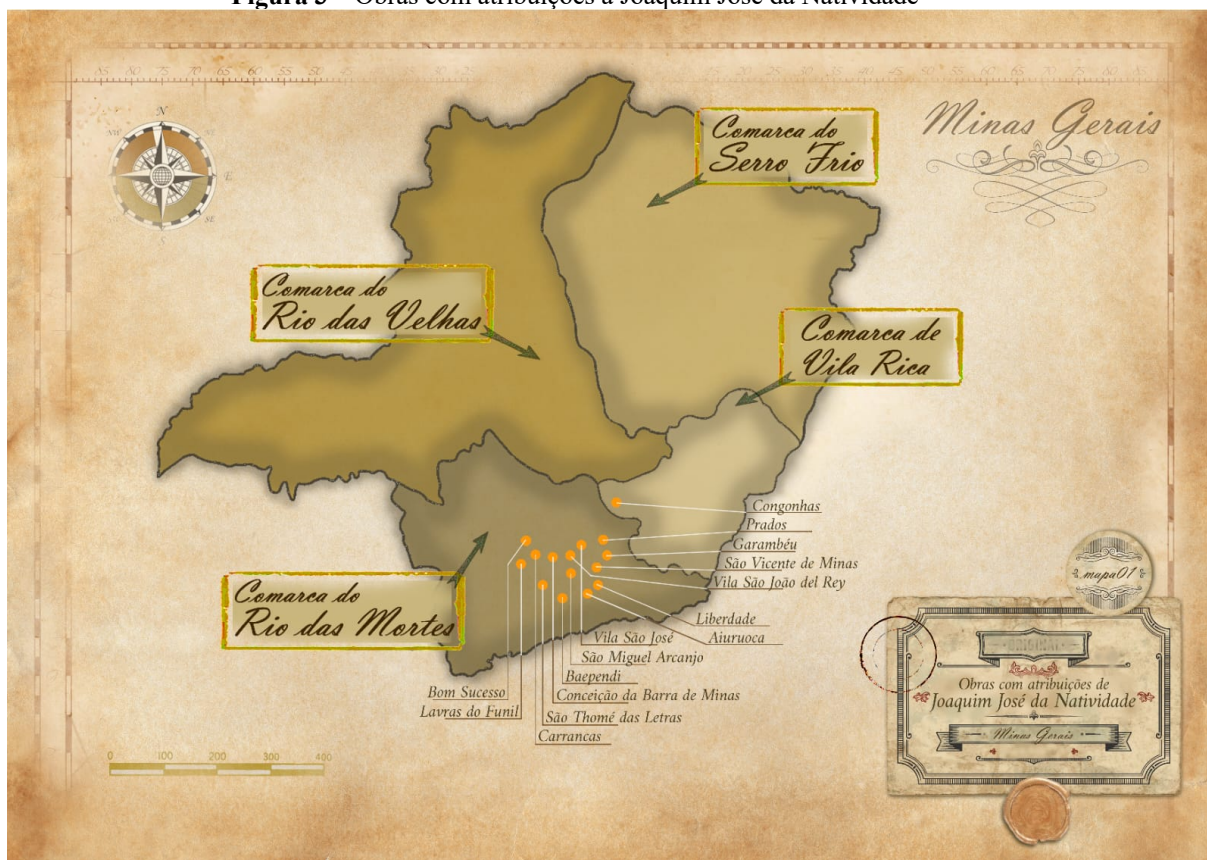 Figura 3 – Obras com atribuições a Joaquim José da Natividade
Minas Gerais
N
E
SE
S
NW
Comarca do
Serro Frio
Comarca do
Rio das Velhas
Comarca de
Vila Rica
Comarca do
Rio das Mortes
Congonhas
Prados
Garambéu
São Vicente de Minas
Vila São João del Rey
Liberdade
Aiuruoca
Vila São José
São Miguel Arcanjo
Baependi
Conceição da Barra de Minas
São Thomé das Letras
Carrancas
Bom Sucesso
Lavras do Funil
mapa01
ORIGINAL
Obras com atribuições de
Joaquim José da Natividade
Minas Gerais
0 100 200 300 400